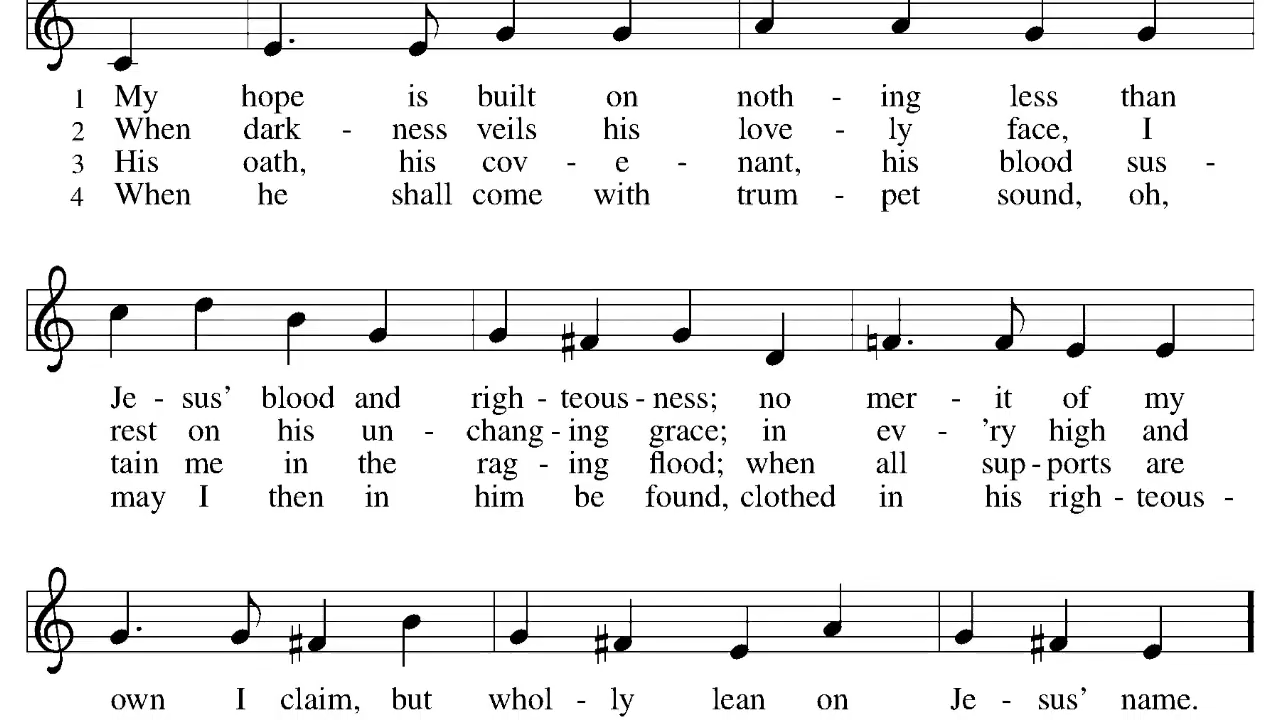 1 My hope is built on noth - ing less than
2 When dark - ness veils his love - ly face, I
3 His oath, his cov - e - nant, his blood sus -
4 When he shall come with trum - pet sound, oh,
Je - sus’ blood and righ - teous - ness; no mer - it of my
rest on his un - chang - ing grace; in ev - ’ry high and
tain me in the rag - ing flood; when all sup - ports are
may I then in him be found, clothed in his righ - teous -
own I claim, but whol - ly lean on Je - sus’ name.